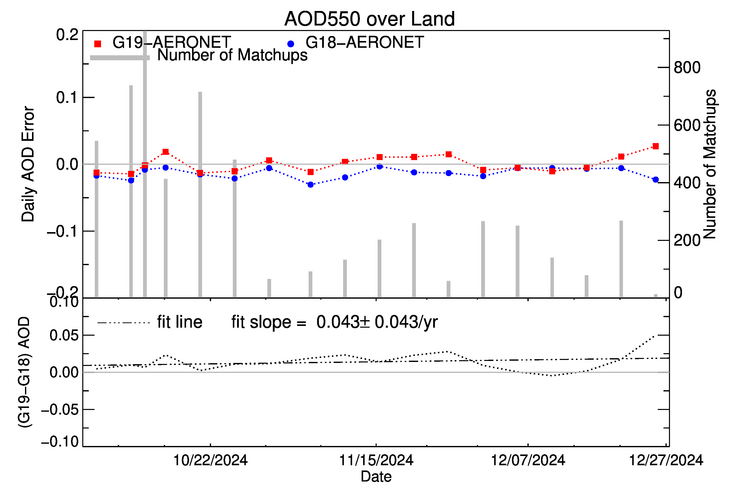 AOD550 over Land
G19-AERONET
G18-AERONET
Number of Matchups
0.2
0.1
0.0
-0.1
-0.2
Daily AOD Error
800
600
400
200
0
Number of Matchups
0.10
0.05
0.00
-0.05
-0.10
(G19-G18) AOD
fit line
fit slope = 0.043± 0.043/yr
10/22/2024
11/15/2024
12/07/2024
12/27/2024
Date